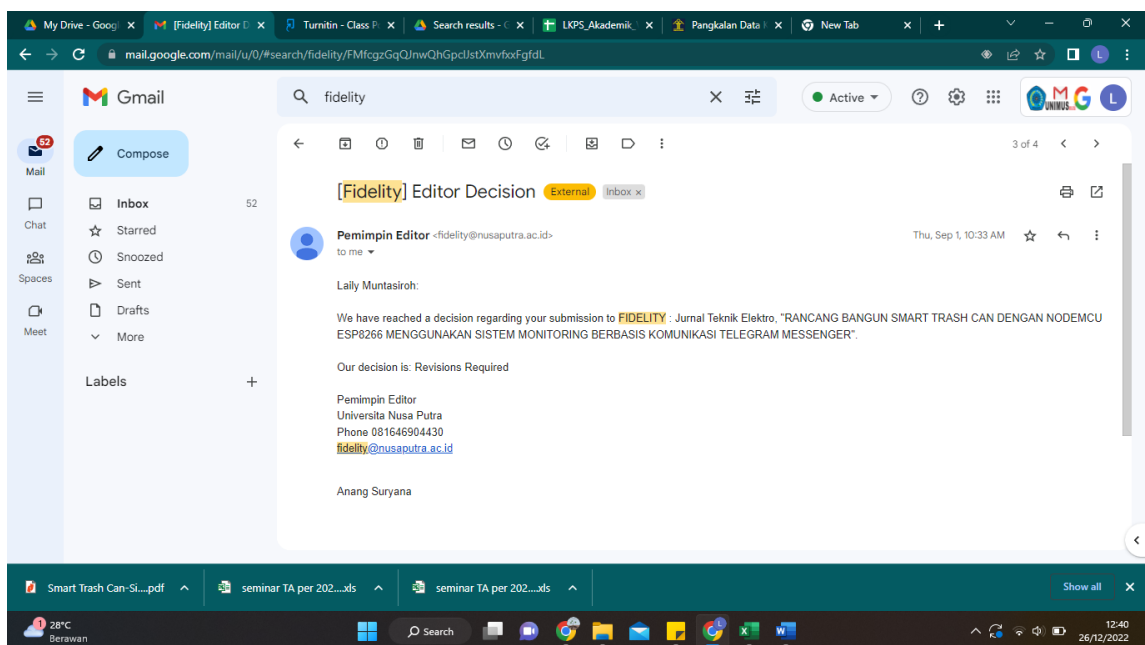 My Drive - Goog
[Fidelity] Editor D
Turnitin - Class P
Search results -
LKPS_Akademik_
Pangkalan Data
New Tab
mail.google.com/mail/u/0/#search/fidelity/FMfcgzGqQJnwQhGpcIJstXmvfxxFgfdL
Gmail
fidelity
Active
UNIMUS
M
G
L
52
Mail
Chat
Spaces
Meet
Compose
Inbox 52
Starred
Snoozed
Sent
Drafts
More
Labels
3 of 4
[Fidelity] Editor Decision External Inbox x
Pemimpin Editor <fidelity@nusaputra.ac.id> Thu, Sep 1, 10:33 AM
to me
Laily Muntasiroh:
We have reached a decision regarding your submission to FIDELITY : Jurnal Teknik Elektro, "RANCANG BANGUN SMART TRASH CAN DENGAN NODEMCU
ESP8266 MENGGUNAKAN SISTEM MONITORING BERBASIS KOMUNIKASI TELEGRAM MESSENGER".
Our decision is: Revisions Required
Pemimpin Editor
Universita Nusa Putra
Phone 081646904430
fidelity@nusaputra.ac.id
Anang Suryana
Smart Trash Can-Si....pdf
seminar TA per 202....xls
seminar TA per 202....xls
Show all
1
28°C
Berawan
Search
12:40
26/12/2022